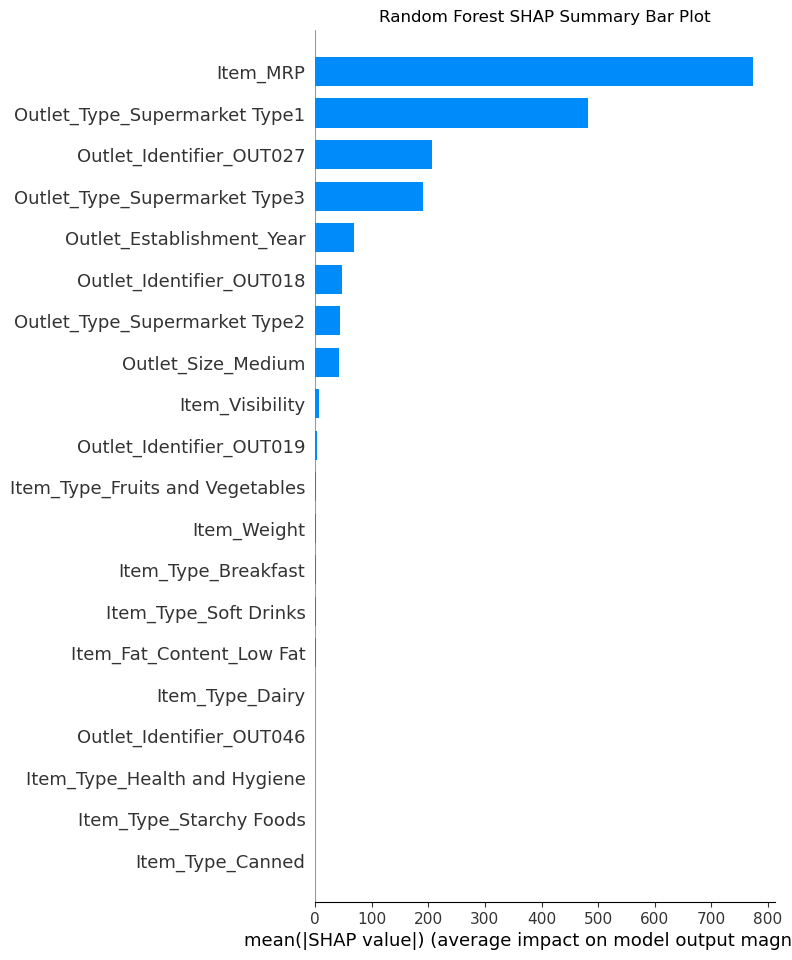 Random Forest SHAP Summary Bar Plot
Item_MRP
Outlet_Type_Supermarket Type1
Outlet_Identifier_OUT027
Outlet_Type_Supermarket Type3
Outlet_Establishment_Year
Outlet_Identifier_OUT018
Outlet_Type_Supermarket Type2
Outlet_Size_Medium
Item_Visibility
Outlet_Identifier_OUT019
Item_Type_Fruits and Vegetables
Item_Weight
Item_Type_Breakfast
Item_Type_Soft Drinks
Item_Fat_Content_Low Fat
Item_Type_Dairy
Outlet_Identifier_OUT046
Item_Type_Health and Hygiene
Item_Type_Starchy Foods
Item_Type_Canned
0 100 200 300 400 500 600 700 800
mean(|SHAP value|) (average impact on model output magn